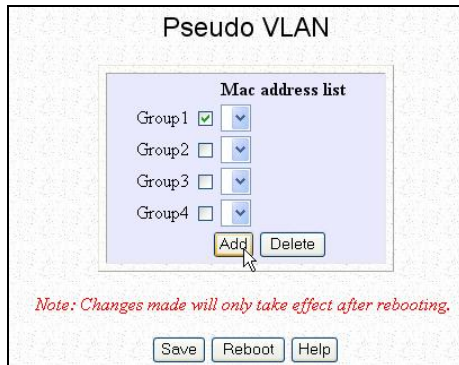 Pseudo VLAN
Mac address list
Group1
Group2
Group3
Group4
Add Delete
Note: Changes made will only take effect after rebooting.
Save Reboot Help